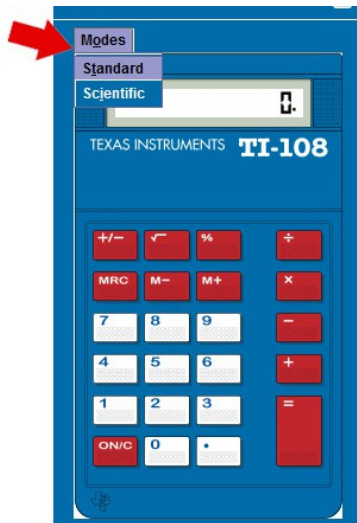 Modes
Standard
Scientific
0.
TEXAS INSTRUMENTS TI-108
+/− √ % ÷
MRC M− M+ ×
7 8 9 −
4 5 6 +
1 2 3 =
ON/C 0 •